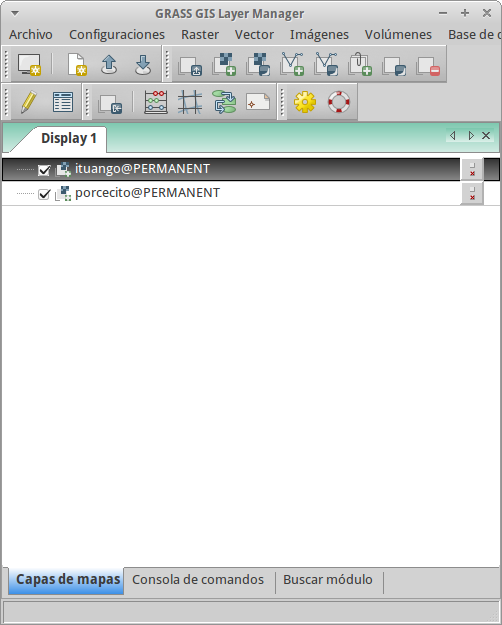 GRASS GIS Layer Manager
Archivo Configuraciones Raster Vector Imágenes Volúmenes Base de
Display 1
ituango@PERMANENT
porcecito@PERMANENT
Capas de mapas Consola de comandos Buscar módulo